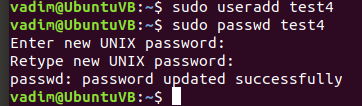 vadim@UbuntuVB:~$ sudo useradd test4
vadim@UbuntuVB:~$ sudo passwd test4
Enter new UNIX password:
Retype new UNIX password:
passwd: password updated successfully
vadim@UbuntuVB:~$